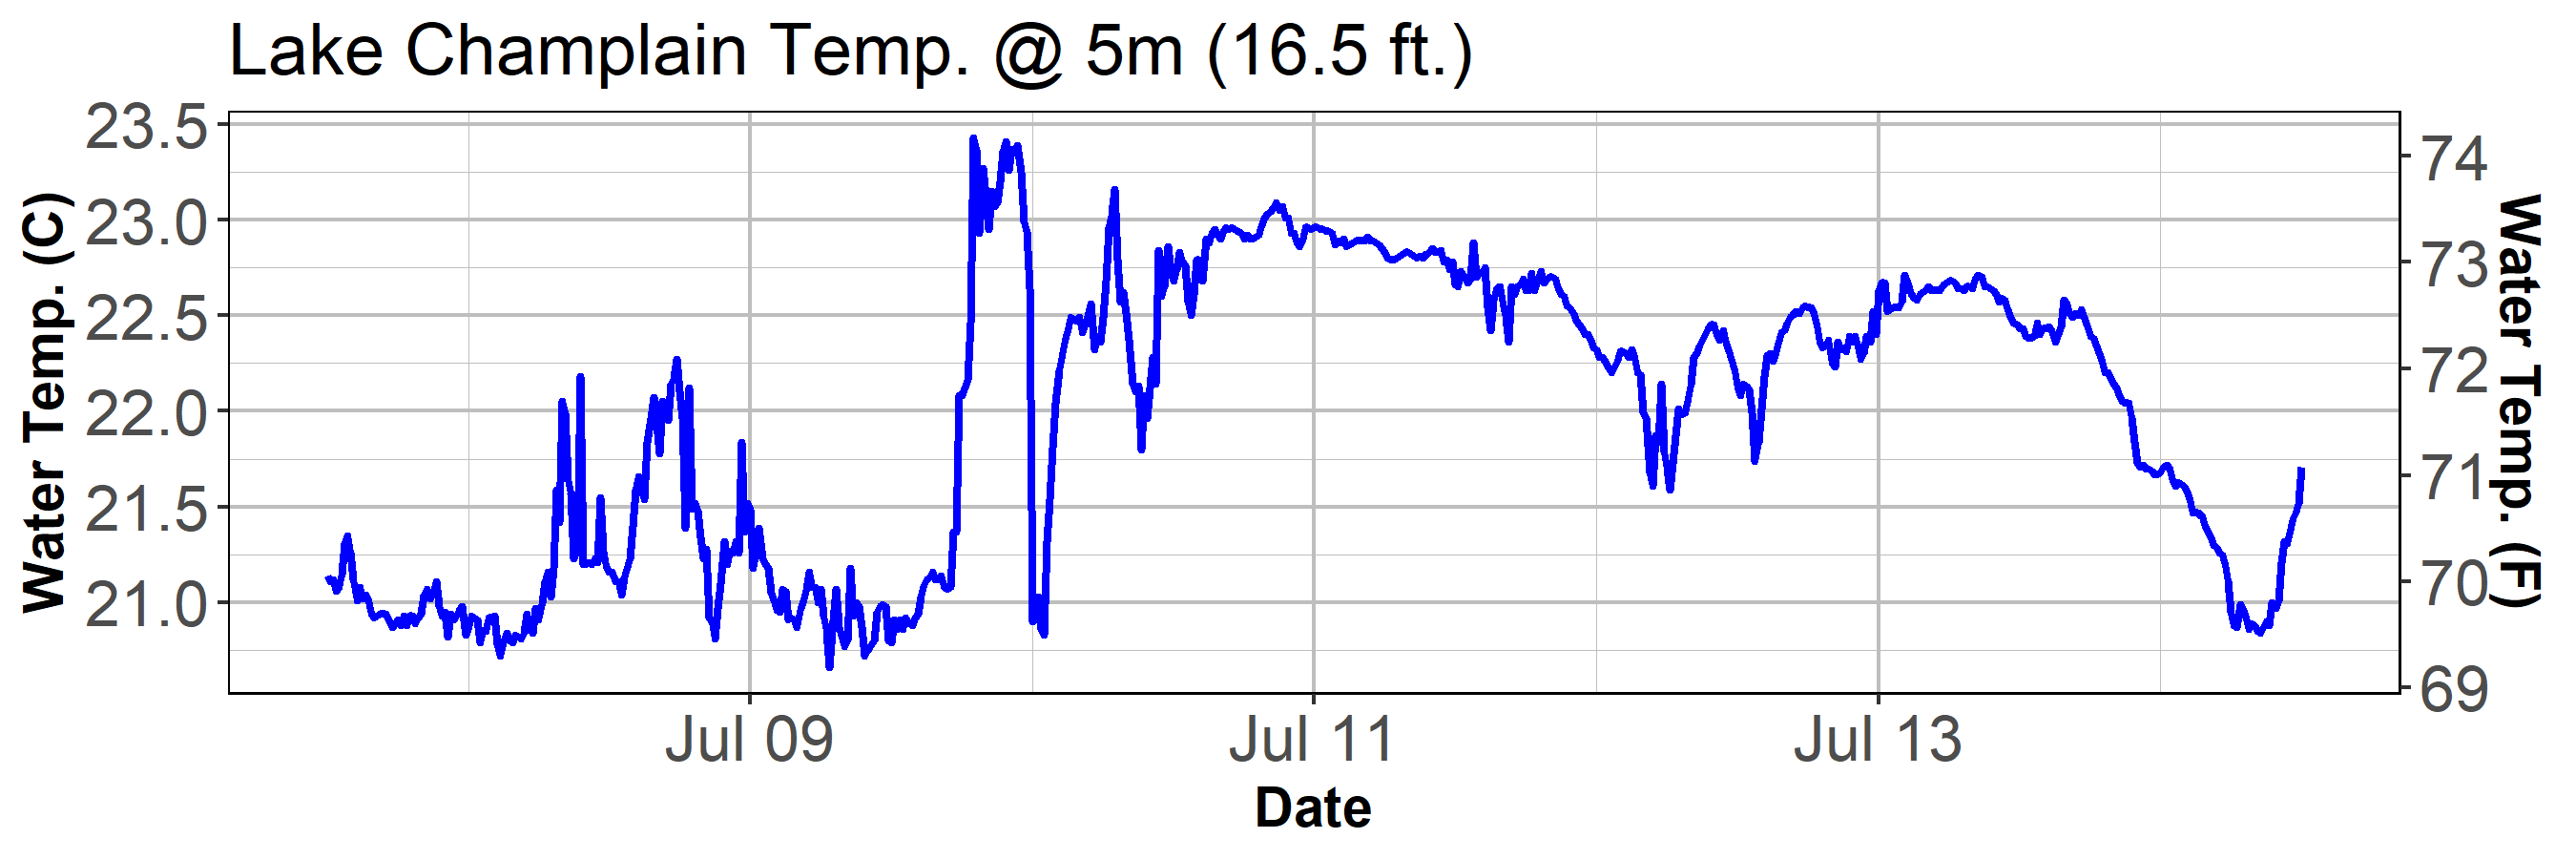 Lake Champlain Temp. @ 5m (16.5 ft.)
Water Temp. (C)
23.5
23.0
22.5
22.0
21.5
21.0
74
73
72
71
70
69
Water Temp. (F)
Jul 09 Jul 11 Jul 13
Date